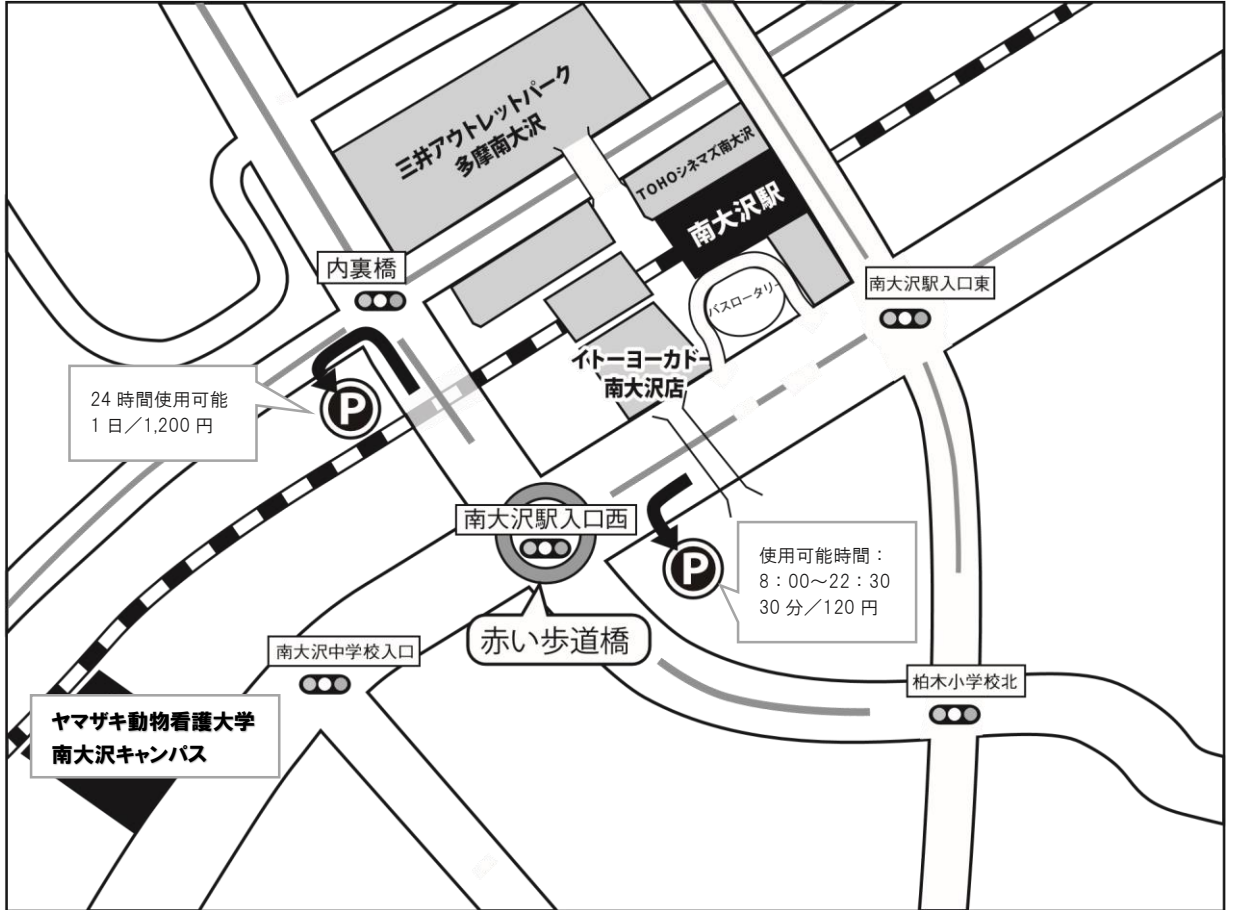 三井アウトレットパーク
多摩南大沢
TOHOシネマズ南大沢
南大沢駅
内裏橋
南大沢駅入口東
バスロータリー
イトーヨーカドー
南大沢店
24 時間使用可能
1 日／1,200 円
P
南大沢駅入口西
P
使用可能時間：
8：00～22：30
30 分／120 円
赤い歩道橋
南大沢中学校入口
柏木小学校北
ヤマザキ動物看護大学
南大沢キャンパス